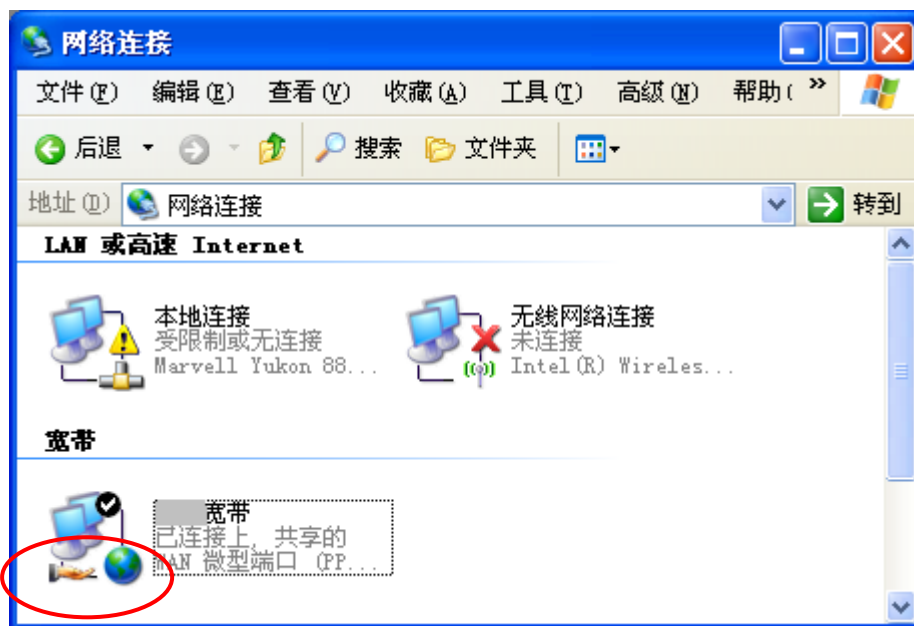 网络连接
文件(F) 编辑(E) 查看(V) 收藏(A) 工具(T) 高级(N) 帮助( »
后退 搜索 文件夹
地址(D) 网络连接 转到
LAN 或高速 Internet
本地连接 无线网络连接
受限制或无连接 未连接
Marvell Yukon 88... Intel(R) Wireles...
宽带
宽带
已连接上, 共享的
WAN 微型端口 (PP...